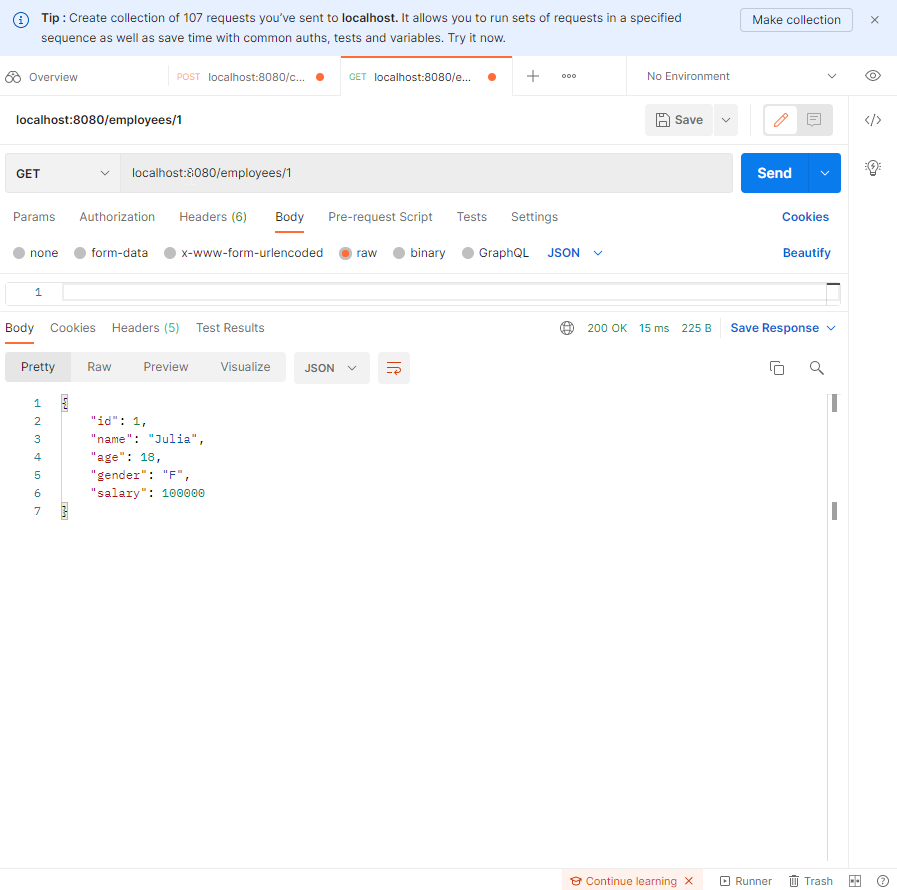 Tip : Create collection of 107 requests you've sent to localhost. It allows you to run sets of requests in a specified
sequence as well as save time with common auths, tests and variables. Try it now.
Make collection
Overview
POST localhost:8080/c...
GET localhost:8080/e...
No Environment
localhost:8080/employees/1
Save
GET
localhost:8080/employees/1
Send
Params Authorization Headers (6) Body Pre-request Script Tests Settings Cookies
none form-data x-www-form-urlencoded raw binary GraphQL JSON Beautify
1
Body Cookies Headers (5) Test Results 200 OK 15 ms 225 B Save Response
Pretty Raw Preview Visualize JSON
1 {
2 "id": 1,
3 "name": "Julia",
4 "age": 18,
5 "gender": "F",
6 "salary": 100000
7 }
Continue learning Runner Trash